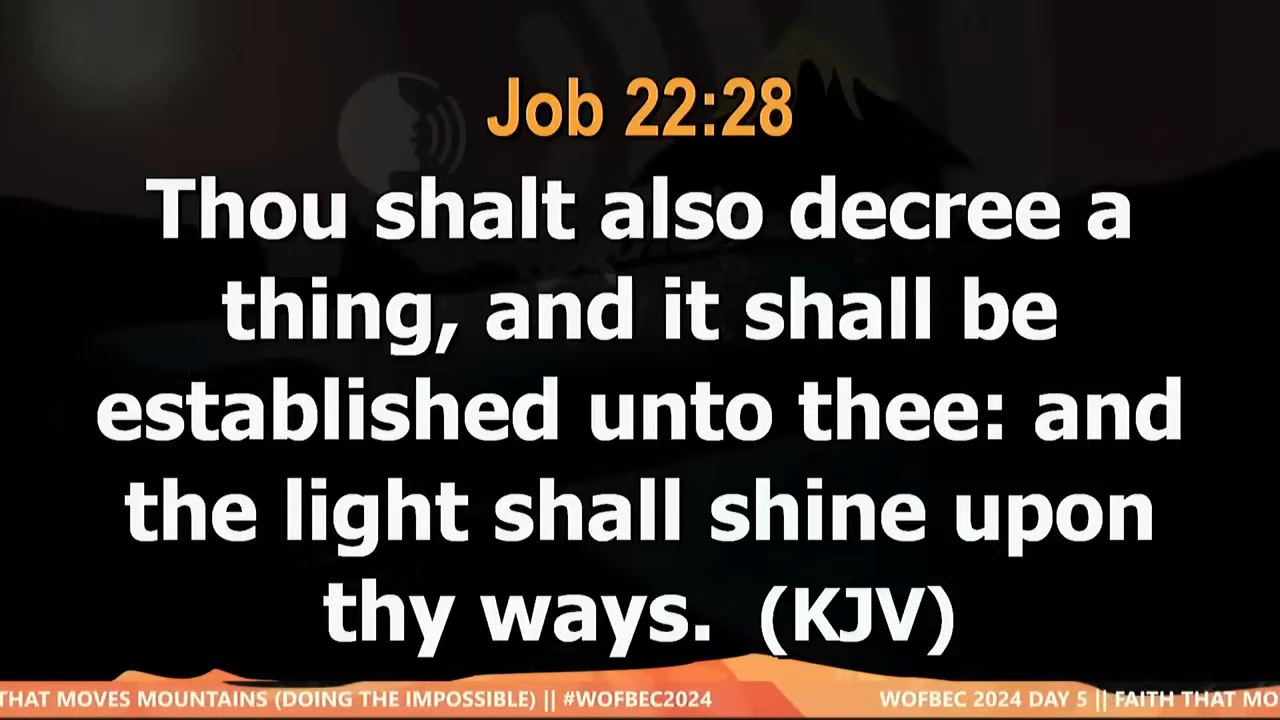 Job 22:28
Thou shalt also decree a
thing, and it shall be
established unto thee: and
the light shall shine upon
thy ways. (KJV)
THAT MOVES MOUNTAINS (DOING THE IMPOSSIBLE) || #WOFBEC2024 WOFBEC 2024 DAY 5 || FAITH THAT MO